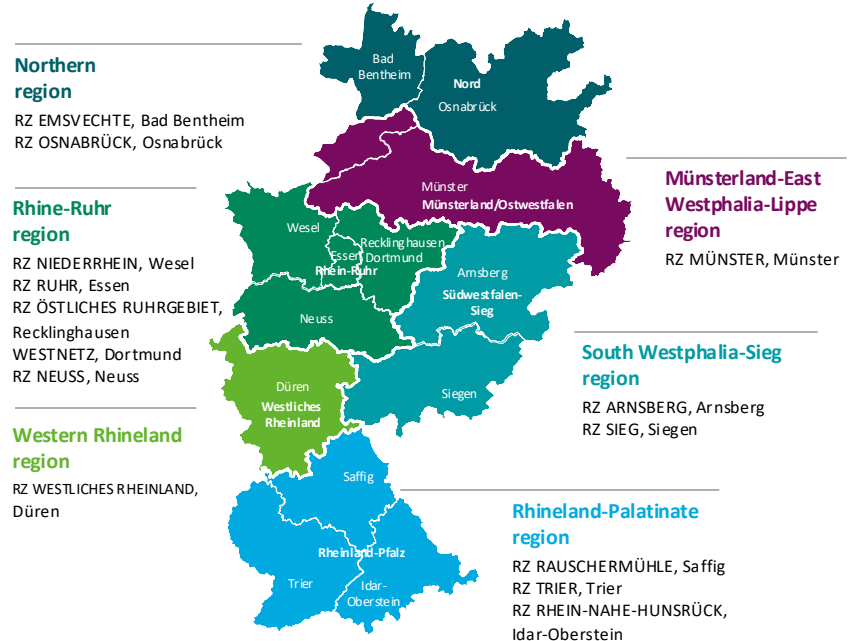 Northern
region
RZ EMSVECHTE, Bad Bentheim
RZ OSNABRÜCK, Osnabrück
Rhine-Ruhr
region
RZ NIEDERRHEIN, Wesel
RZ RUHR, Essen
RZ ÖSTLICHES RUHRGEBIET,
Recklinghausen
WESTNETZ, Dortmund
RZ NEUSS, Neuss
Western Rhineland
region
RZ WESTLICHES RHEINLAND,
Düren
Bad
Bentheim
Nord
Osnabrück
Münster
Münsterland/Ostwestfalen
Wesel
Recklinghausen
Essen
Dortmund
Rhein-Ruhr
Arnsberg
Südwestfalen-
Sieg
Neuss
Düren
Westliches
Rheinland
Siegen
Saffig
Rheinland-Pfalz
Trier
Idar-
Oberstein
Münsterland-East
Westphalia-Lippe
region
RZ MÜNSTER, Münster
South Westphalia-Sieg
region
RZ ARNSBERG, Arnsberg
RZ SIEG, Siegen
Rhineland-Palatinate
region
RZ RAUSCHERMÜHLE, Saffig
RZ TRIER, Trier
RZ RHEIN-NAHE-HUNSRÜCK,
Idar-Oberstein